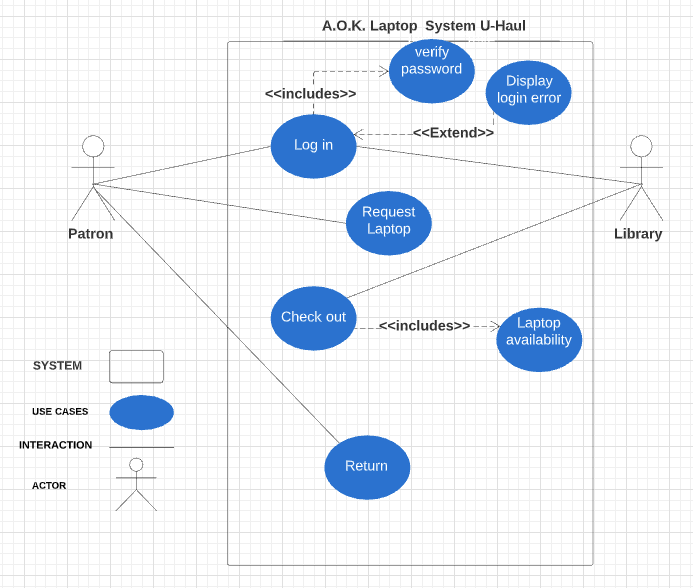 A.O.K. Laptop System U-Haul
verify
password
Display
login error
<<includes>>
<<Extend>>
Log in
Request
Laptop
Patron
Library
Check out
<<includes>>
Laptop
availability
SYSTEM
USE CASES
INTERACTION
Return
ACTOR